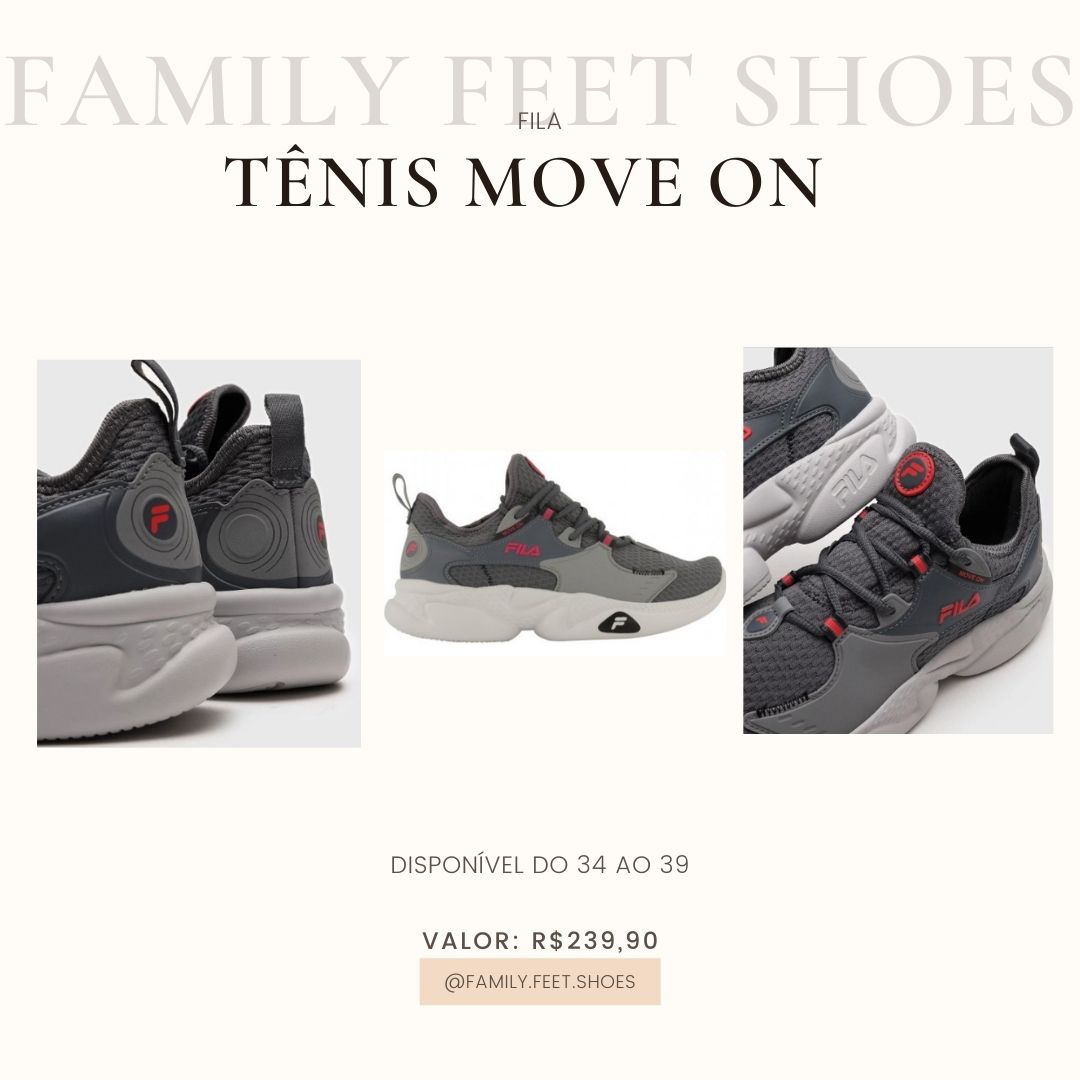 FAMILY FEET SHOES
FILA
TÊNIS MOVE ON
FILA
FILA
MOVE ON
FILA
DISPONÍVEL DO 34 AO 39
VALOR: R$239,90
@FAMILY.FEET.SHOES